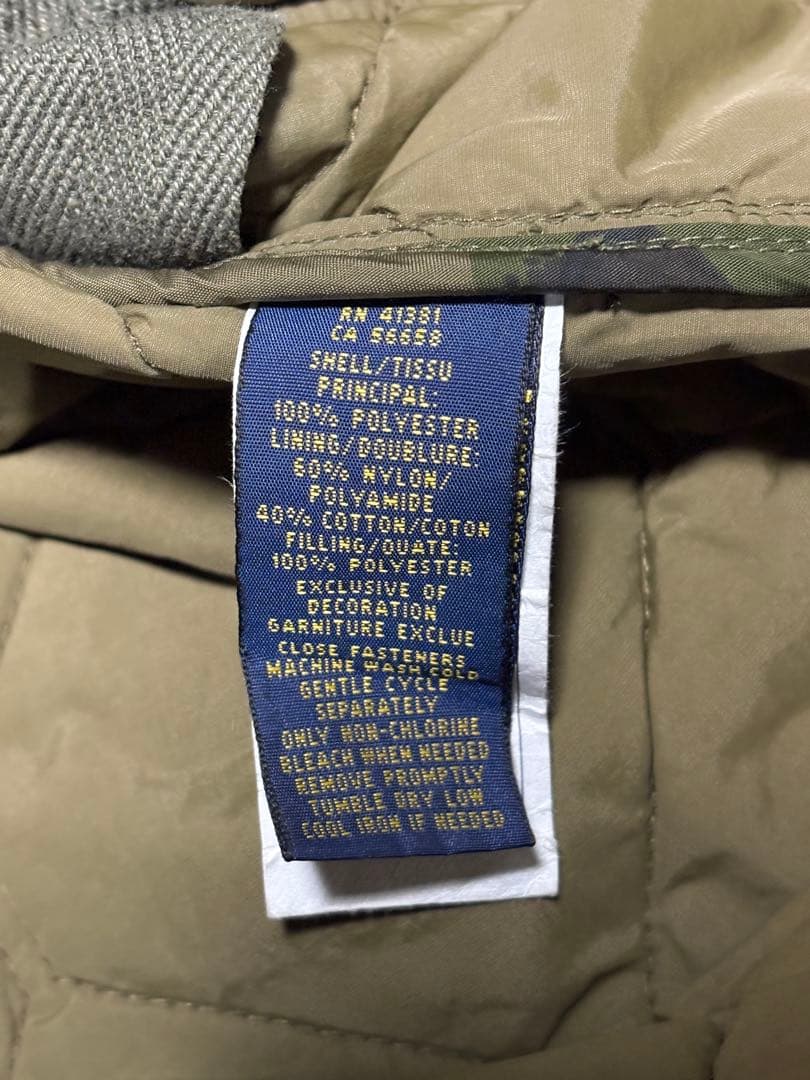 RN 41381
CA 56658
SHELL/TISSU
PRINCIPAL:
100% POLYESTER
LINING/DOUBLURE:
60% NYLON/
POLYAMIDE
40% COTTON/COTON
FILLING/OUATE:
100% POLYESTER
EXCLUSIVE OF
DECORATION
GARNITURE EXCLUE
CLOSE FASTENERS
MACHINE WASH COLD
GENTLE CYCLE
SEPARATELY
ONLY NON-CHLORINE
BLEACH WHEN NEEDED
REMOVE PROMPTLY
TUMBLE DRY LOW
COOL IRON IF NEEDED